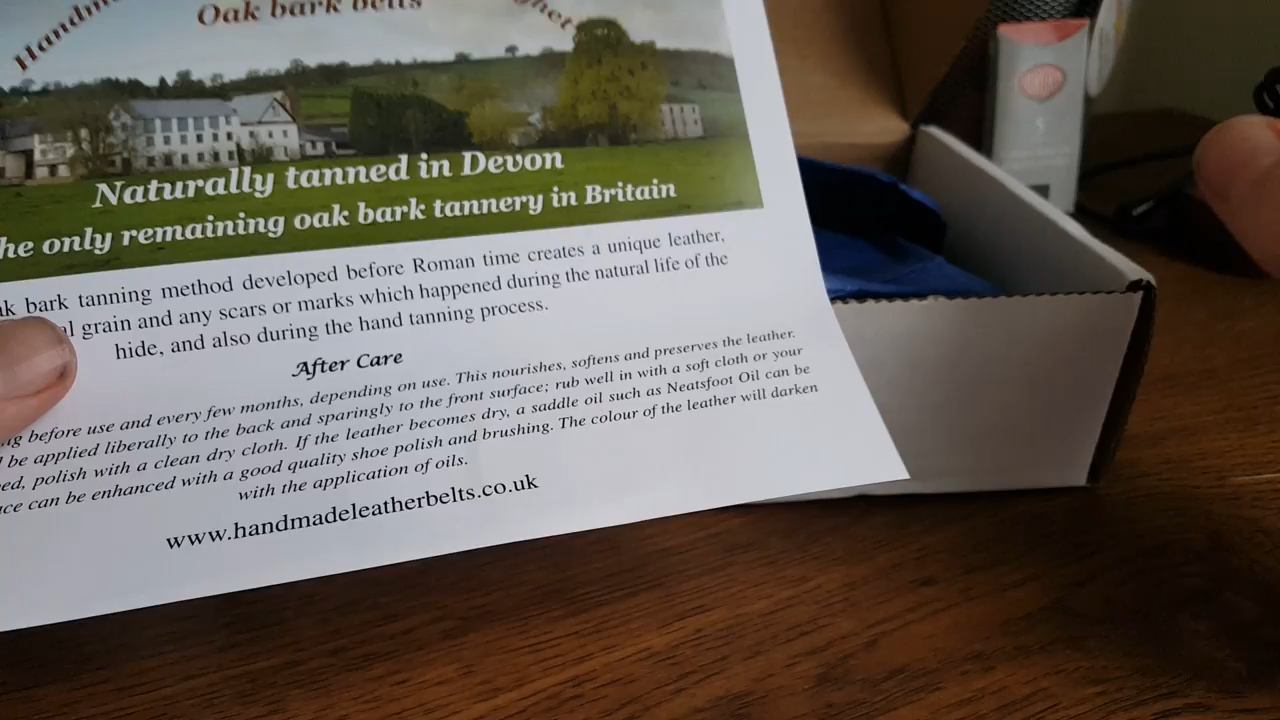 Oak bark belts
Naturally tanned in Devon
he only remaining oak bark tannery in Britain
ak bark tanning method developed before Roman time creates a unique leather,
al grain and any scars or marks which happened during the natural life of the
hide, and also during the hand tanning process.
After Care
ng before use and every few months, depending on use. This nourishes, softens and preserves the leather.
be applied liberally to the back and sparingly to the front surface; rub well in with a soft cloth or your
ed, polish with a clean dry cloth. If the leather becomes dry, a saddle oil such as Neatsfoot Oil can be
ce can be enhanced with a good quality shoe polish and brushing. The colour of the leather will darken
with the application of oils.
www.handmadeleatherbelts.co.uk